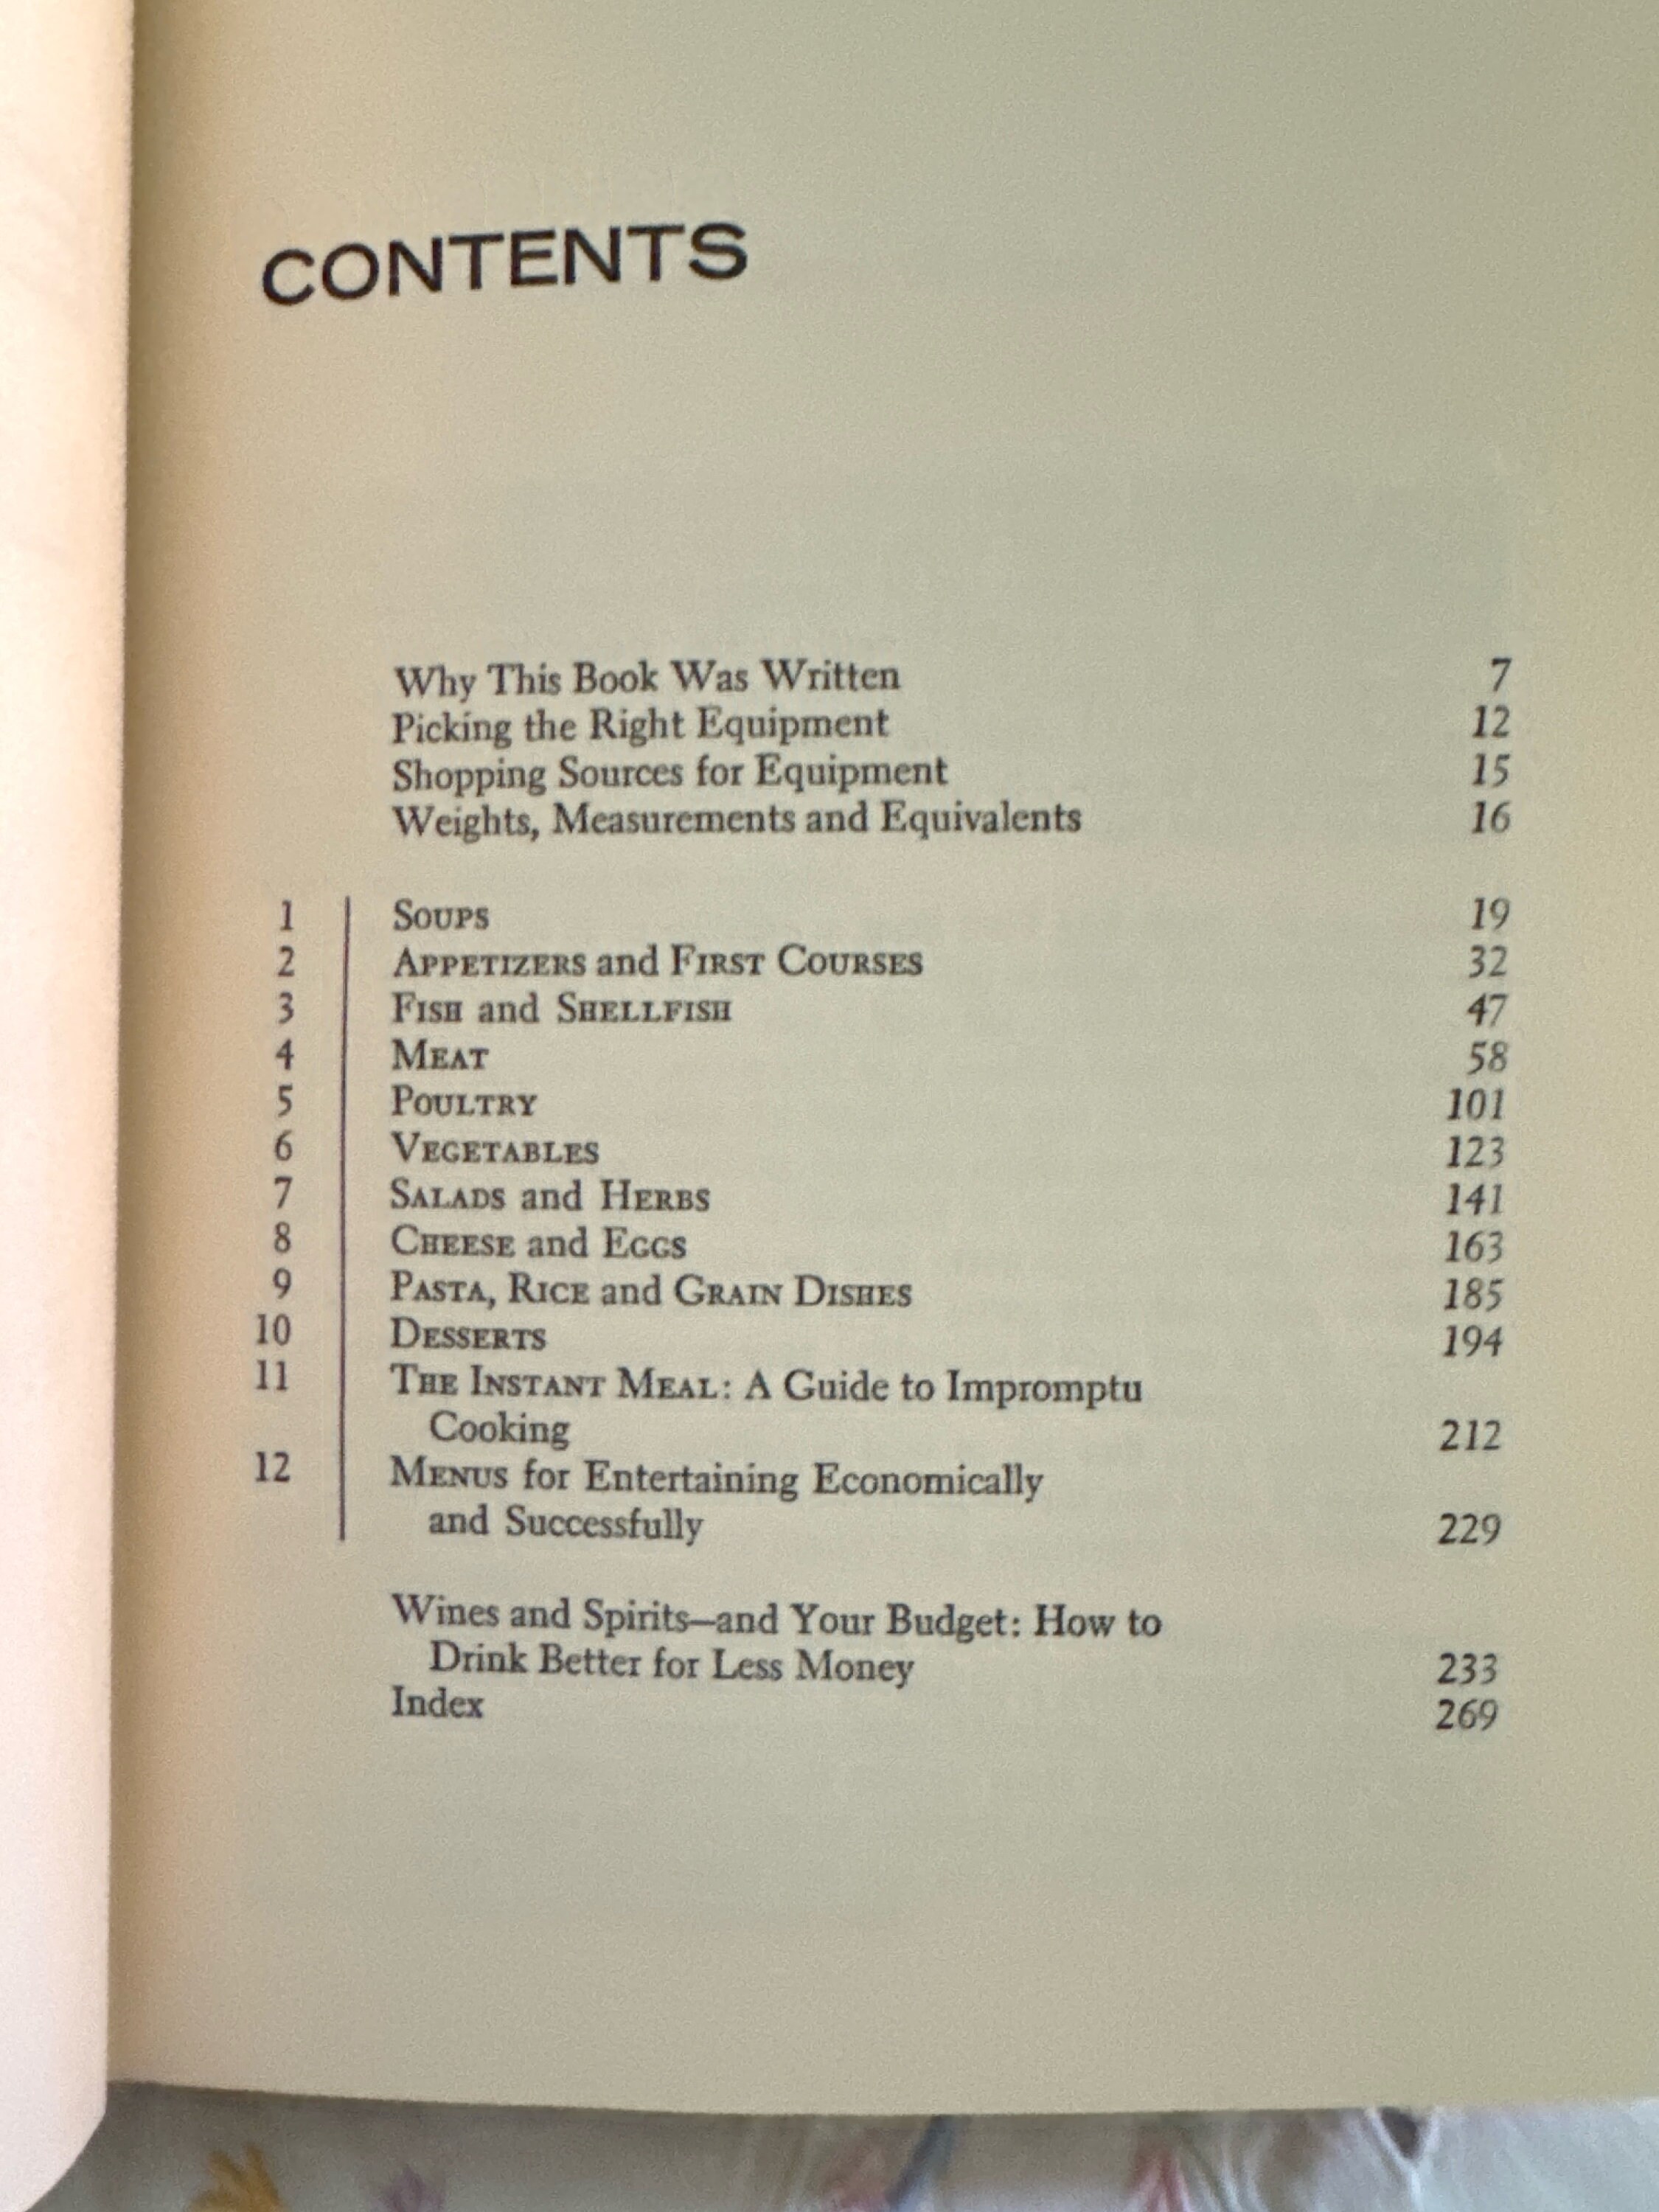 CONTENTS
Why This Book Was Written 7
Picking the Right Equipment 12
Shopping Sources for Equipment 15
Weights, Measurements and Equivalents 16
1 SOUPS 19
2 APPETIZERS and FIRST COURSES 32
3 FISH and SHELLFISH 47
4 MEAT 58
5 POULTRY 101
6 VEGETABLES 123
7 SALADS and HERBS 141
8 CHEESE and EGGS 163
9 PASTA, RICE and GRAIN DISHES 185
10 DESSERTS 194
11 THE INSTANT MEAL: A Guide to Impromptu
Cooking 212
12 MENUS for Entertaining Economically
and Successfully 229
Wines and Spirits—and Your Budget: How to
Drink Better for Less Money 233
Index 269